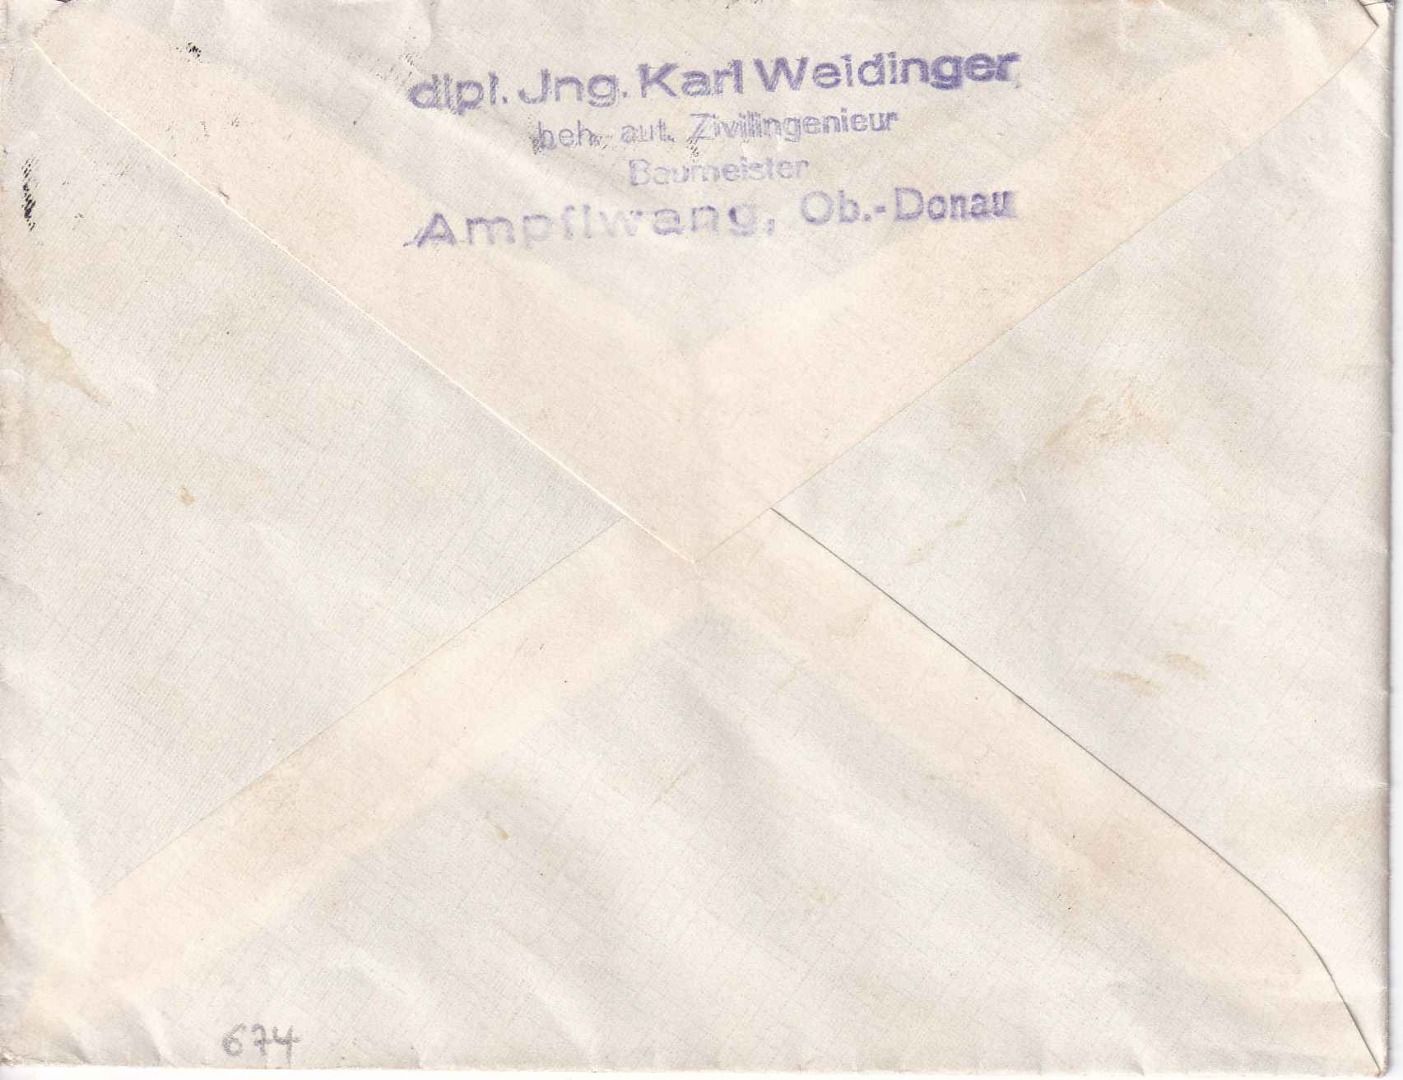 dipl. Jng. Karl Weidinger
beh. aut. Zivilingenieur
Baumeister
Ampflwang, Ob.-Donau
674